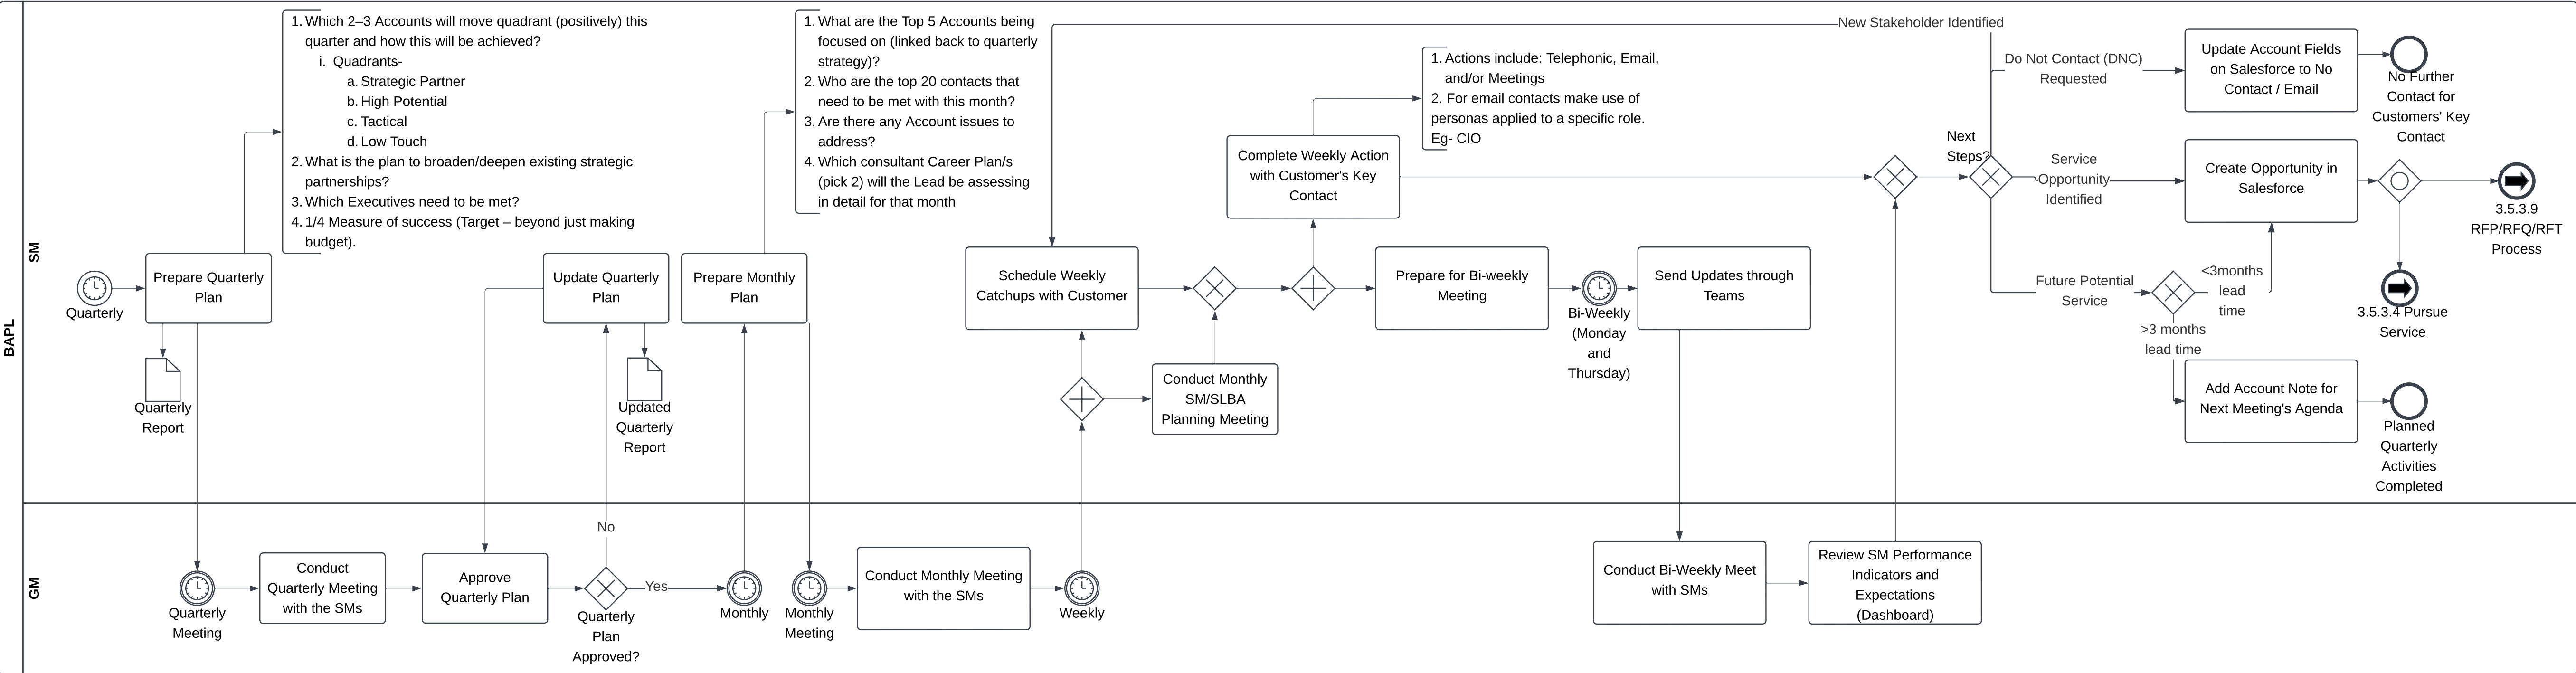 BAPL
SM
GM
Quarterly
Prepare Quarterly
Plan
Quarterly
Report
1. Which 2–3 Accounts will move quadrant (positively) this
quarter and how this will be achieved?
i. Quadrants-
a. Strategic Partner
b. High Potential
c. Tactical
d. Low Touch
2. What is the plan to broaden/deepen existing strategic
partnerships?
3. Which Executives need to be met?
4. 1/4 Measure of success (Target – beyond just making
budget).
Quarterly
Meeting
Conduct
Quarterly Meeting
with the SMs
Approve
Quarterly Plan
Quarterly
Plan
Approved?
No
Yes
Update Quarterly
Plan
Updated
Quarterly
Report
Monthly
Prepare Monthly
Plan
1. What are the Top 5 Accounts being
focused on (linked back to quarterly
strategy)?
2. Who are the top 20 contacts that
need to be met with this month?
3. Are there any Account issues to
address?
4. Which consultant Career Plan/s
(pick 2) will the Lead be assessing
in detail for that month
Monthly
Meeting
Conduct Monthly Meeting
with the SMs
Weekly
Schedule Weekly
Catchups with Customer
Conduct Monthly
SM/SLBA
Planning Meeting
Complete Weekly Action
with Customer's Key
Contact
1. Actions include: Telephonic, Email,
and/or Meetings
2. For email contacts make use of
personas applied to a specific role.
Eg- CIO
Prepare for Bi-weekly
Meeting
Bi-Weekly
(Monday
and
Thursday)
Send Updates through
Teams
Conduct Bi-Weekly Meet
with SMs
Review SM Performance
Indicators and
Expectations
(Dashboard)
Next
Steps?
New Stakeholder Identified
Do Not Contact (DNC)
Requested
Update Account Fields
on Salesforce to No
Contact / Email
No Further
Contact for
Customers' Key
Contact
Service
Opportunity
Identified
Create Opportunity in
Salesforce
3.5.3.9
RFP/RFQ/RFT
Process
3.5.3.4 Pursue
Service
Future Potential
Service
<3months
lead
time
>3 months
lead time
Add Account Note for
Next Meeting's Agenda
Planned
Quarterly
Activities
Completed